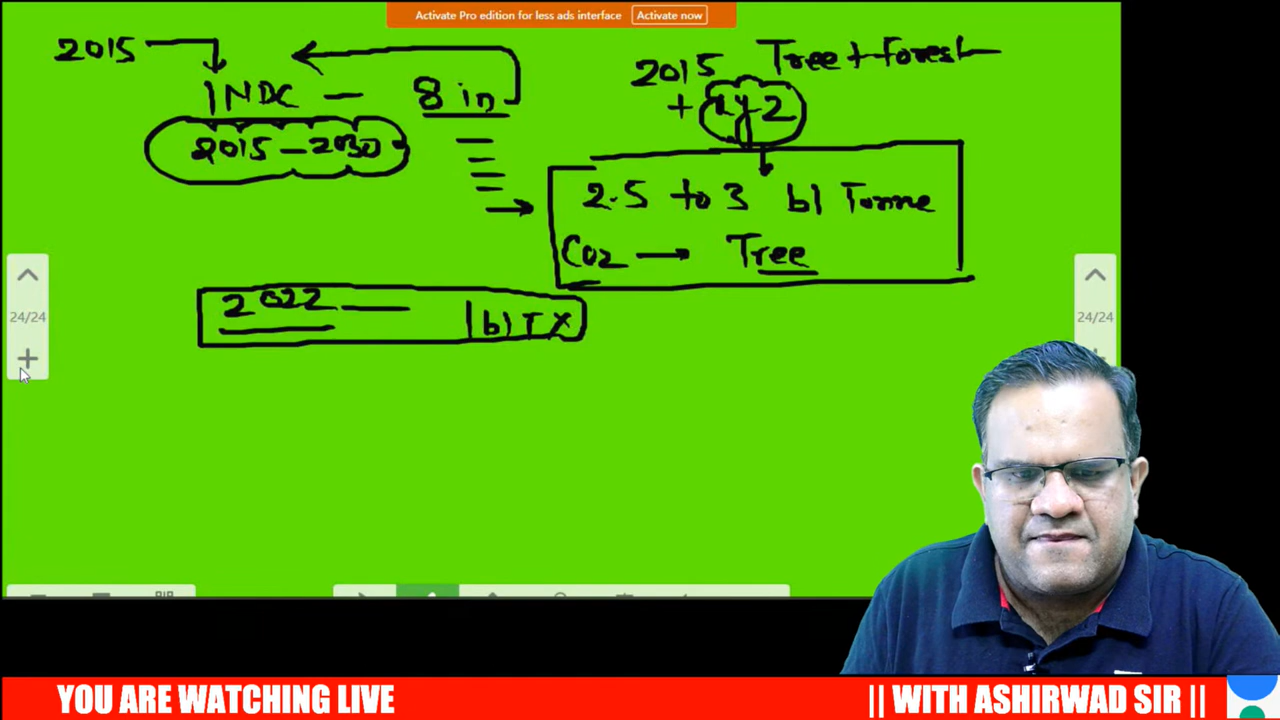 Activate Pro edition for less ads interface Activate now
2015
INDC - 8 in
2015-2030
2015 Tree + Forest
+ xyz
2.5 to 3 bl Tonne
CO2 → Tree
2022 — 1 bl T X
24/24
24/24
YOU ARE WATCHING LIVE
|| WITH ASHIRWAD SIR ||